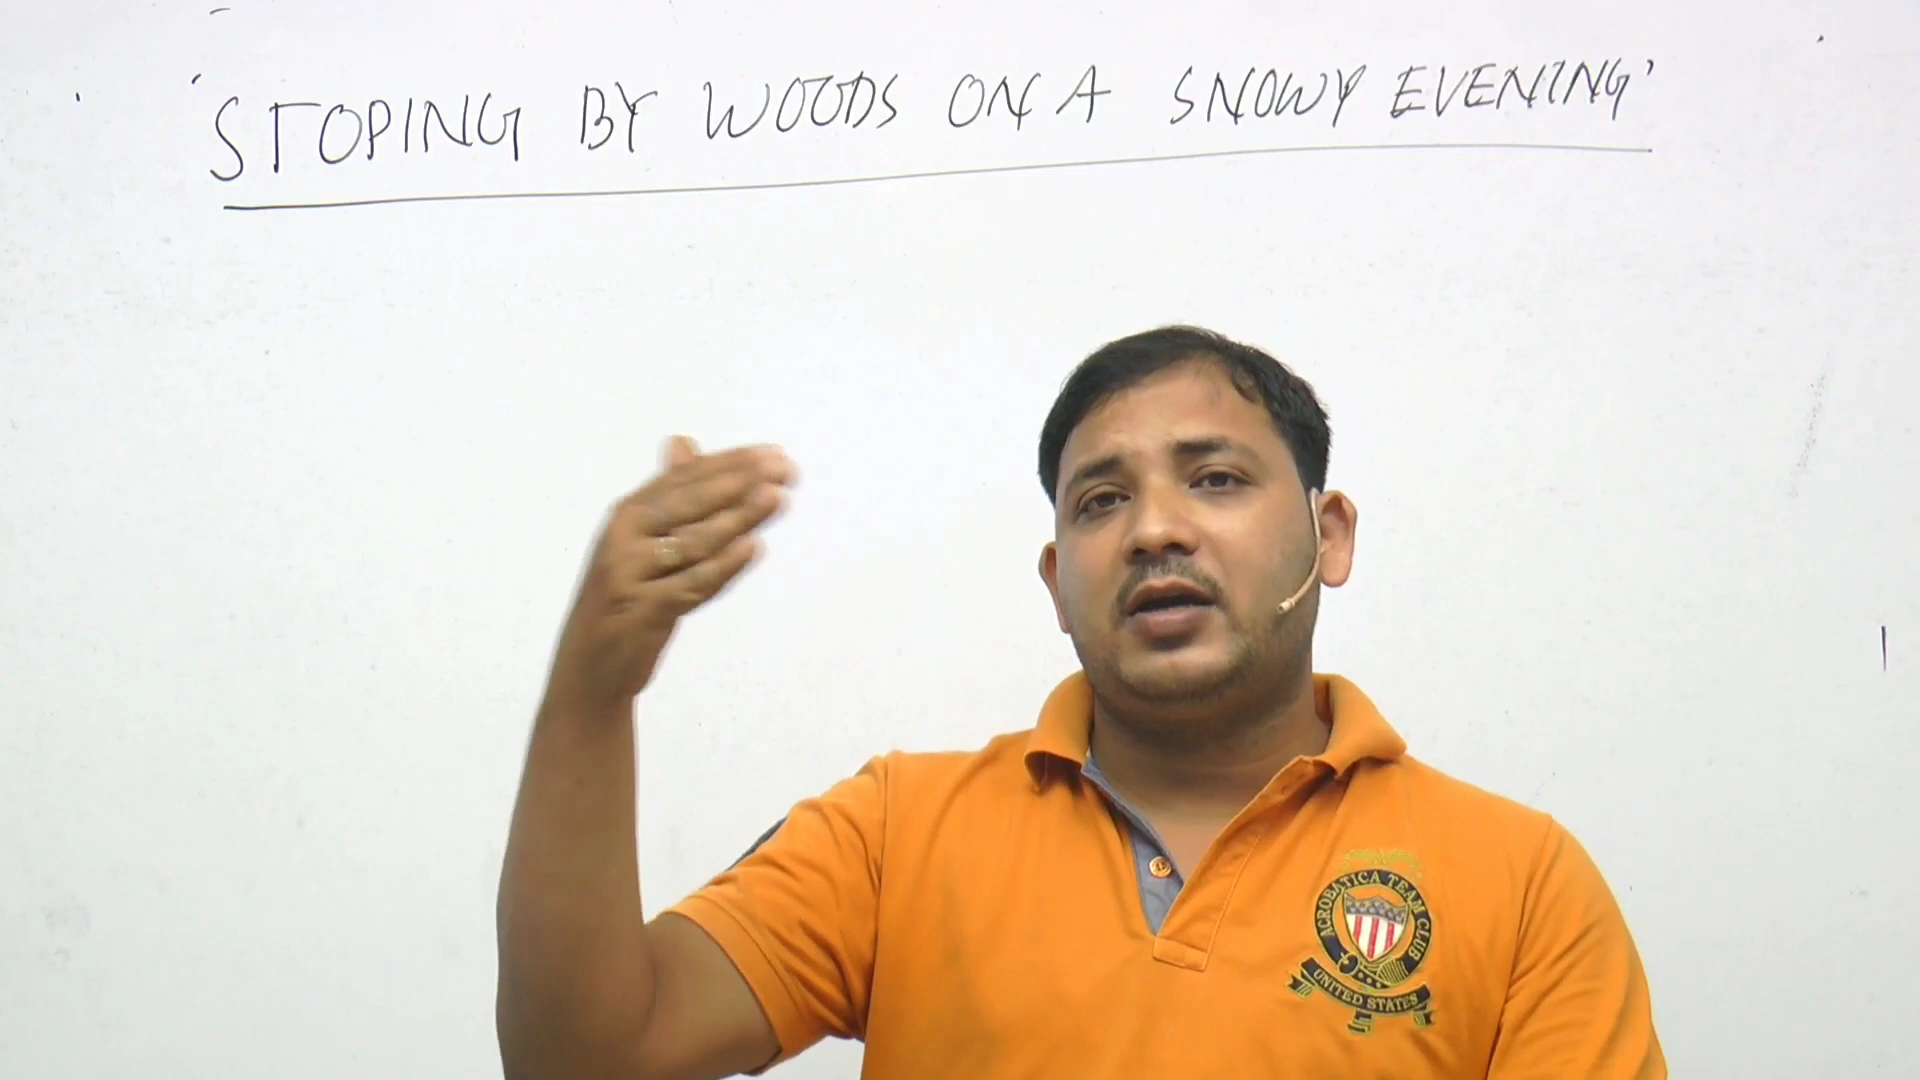 'STOPING BY WOODS ON A SNOWY EVENING'
ACROBATICA TEAM CLUB
UNITED STATES